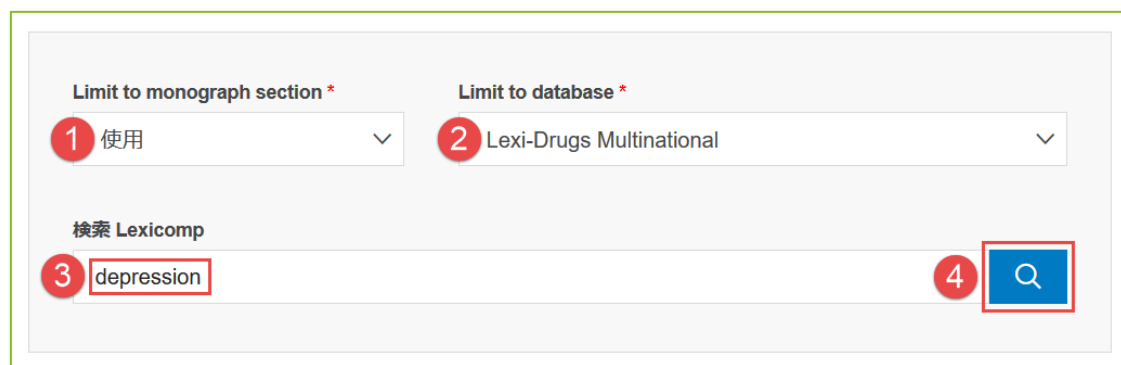 Limit to monograph section * Limit to database *
1 使用 2 Lexi-Drugs Multinational
検索 Lexicomp
3 depression 4